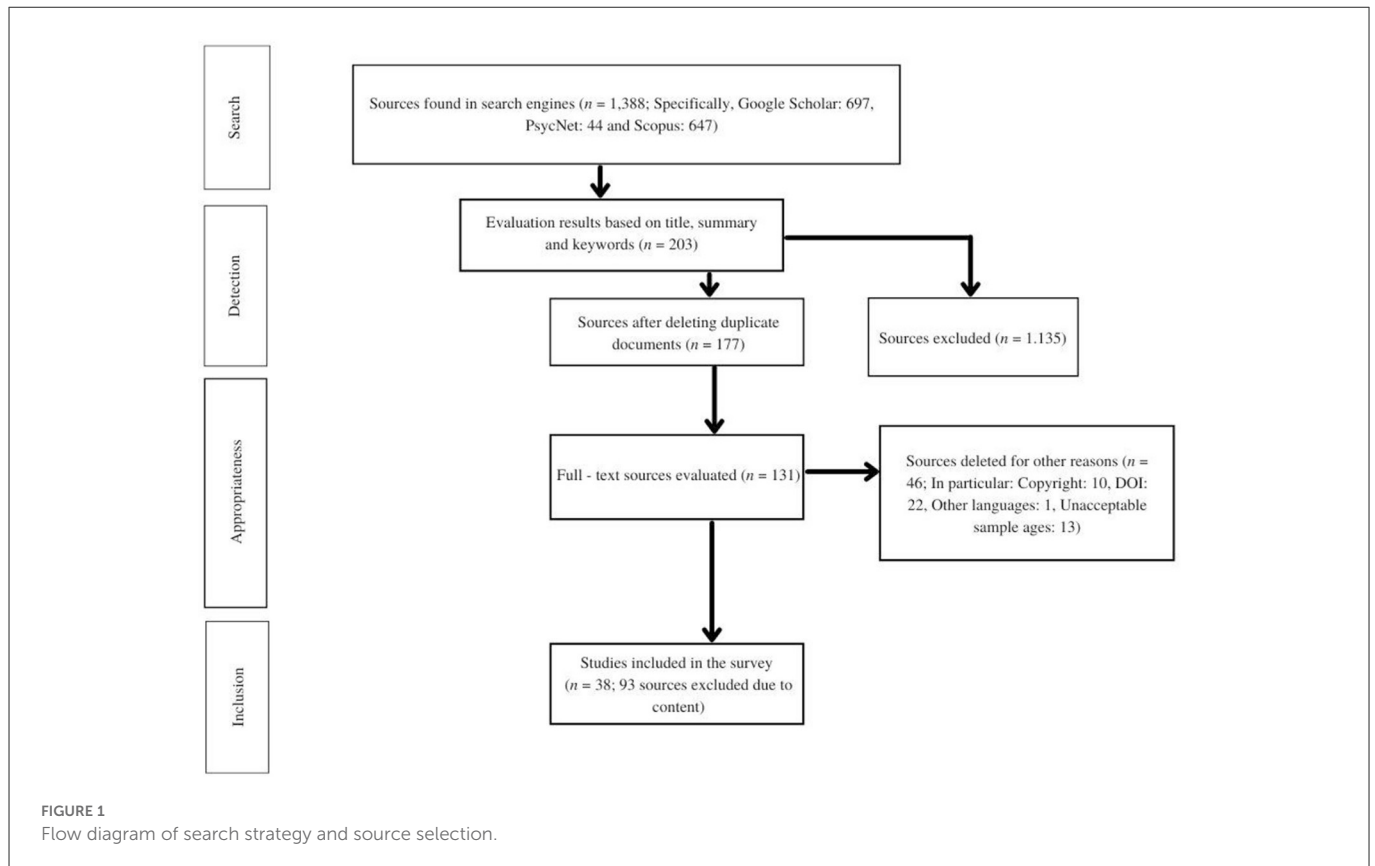 Search
Sources found in search engines (n = 1,388; Specifically, Google Scholar: 697,
PsycNet: 44 and Scopus: 647)
Detection
Evaluation results based on title, summary
and keywords (n = 203)
Sources after deleting duplicate
documents (n = 177)
Sources excluded (n = 1.135)
Appropriateness
Full - text sources evaluated (n = 131)
Sources deleted for other reasons (n =
46; In particular: Copyright: 10, DOI:
22, Other languages: 1, Unacceptable
sample ages: 13)
Inclusion
Studies included in the survey
(n = 38; 93 sources excluded due to
content)
FIGURE 1
Flow diagram of search strategy and source selection.